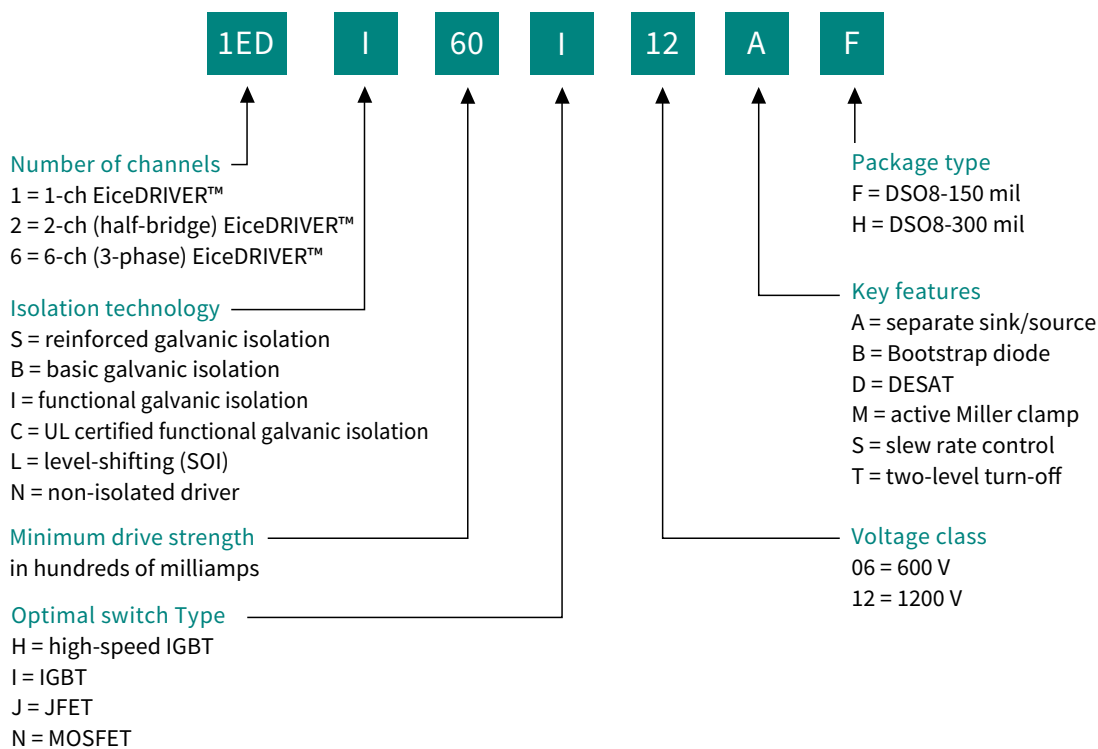 1ED I 60 I 12 A F
Number of channels
1 = 1-ch EiceDRIVER™
2 = 2-ch (half-bridge) EiceDRIVER™
6 = 6-ch (3-phase) EiceDRIVER™
Isolation technology
S = reinforced galvanic isolation
B = basic galvanic isolation
I = functional galvanic isolation
C = UL certified functional galvanic isolation
L = level-shifting (SOI)
N = non-isolated driver
Minimum drive strength
in hundreds of milliamps
Optimal switch Type
H = high-speed IGBT
I = IGBT
J = JFET
N = MOSFET
Package type
F = DSO8-150 mil
H = DSO8-300 mil
Key features
A = separate sink/source
B = Bootstrap diode
D = DESAT
M = active Miller clamp
S = slew rate control
T = two-level turn-off
Voltage class
06 = 600 V
12 = 1200 V